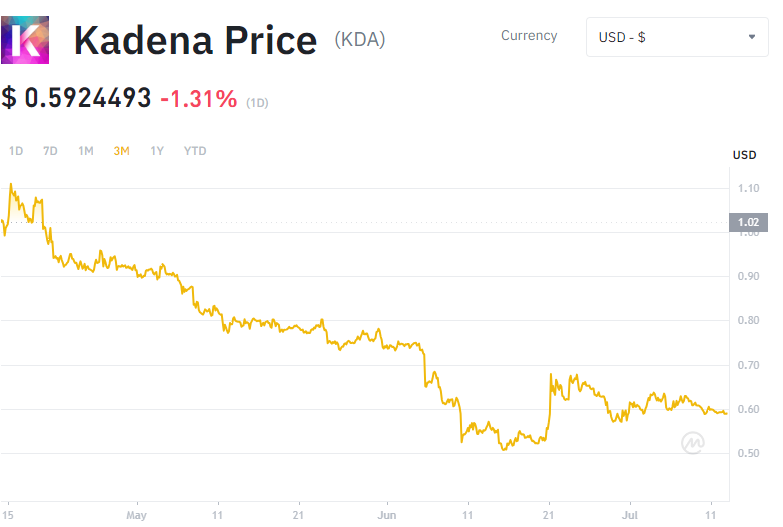 K Kadena Price (KDA)
Currency USD - $
$ 0.5924493 -1.31% (1D)
1D 7D 1M 3M 1Y YTD
USD
1.10
1.02
1.00
0.90
0.80
0.70
0.60
0.50
15 May 11 21 Jun 11 21 Jul 11